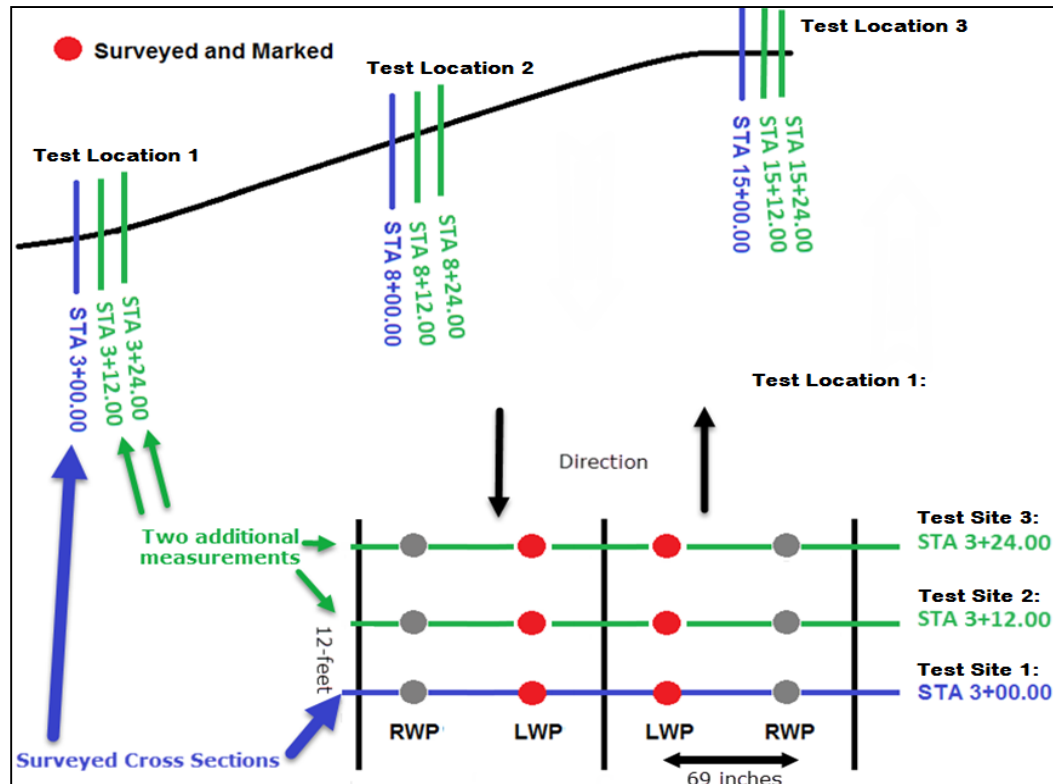 Surveyed and Marked
Test Location 3
Test Location 2
Test Location 1
STA 3+00.00
STA 3+12.00
STA 3+24.00
STA 8+00.00
STA 8+12.00
STA 8+24.00
STA 15+00.00
STA 15+12.00
STA 15+24.00
Test Location 1:
Direction
Two additional
measurements
12-feet
Test Site 3:
STA 3+24.00
Test Site 2:
STA 3+12.00
Test Site 1:
STA 3+00.00
RWP
LWP
LWP
RWP
Surveyed Cross Sections
69 inches